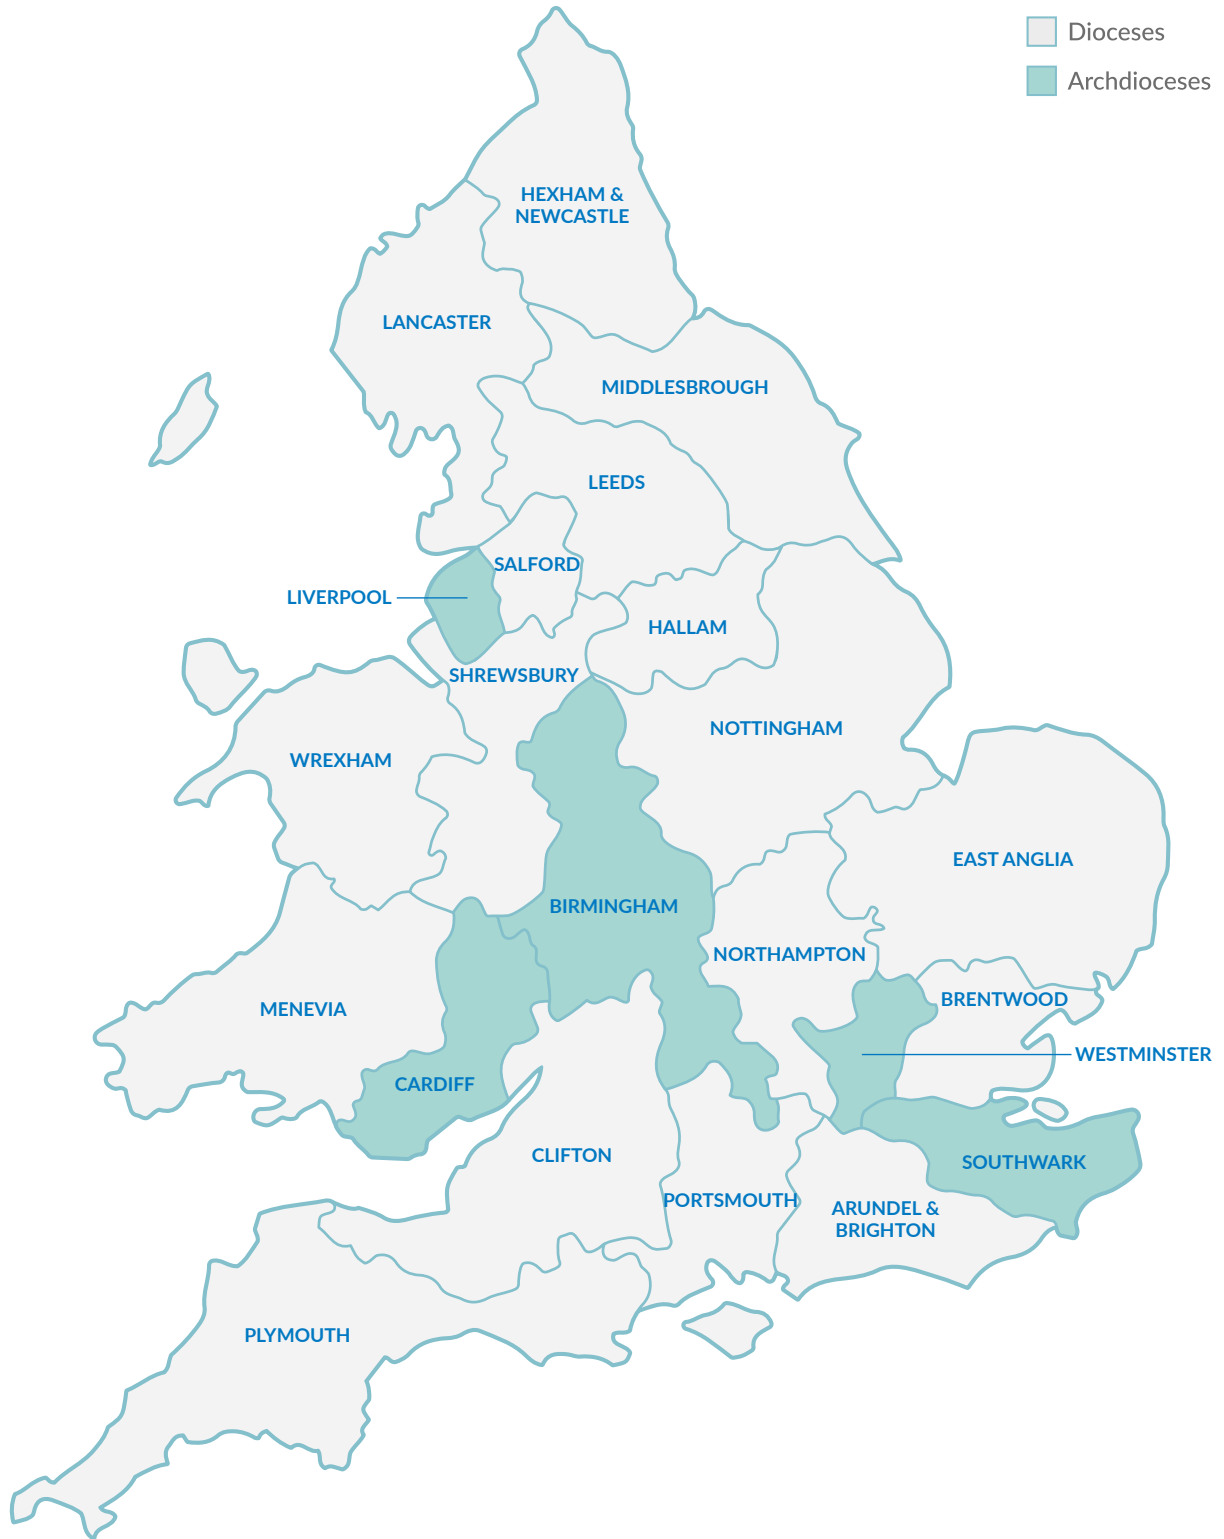 Dioceses
Archdioceses
HEXHAM &
NEWCASTLE
LANCASTER
MIDDLESBROUGH
LEEDS
SALFORD
LIVERPOOL
HALLAM
SHREWSBURY
NOTTINGHAM
WREXHAM
EAST ANGLIA
BIRMINGHAM
NORTHAMPTON
BRENTWOOD
MENEVIA
WESTMINSTER
CARDIFF
CLIFTON
SOUTHWARK
PORTSMOUTH
ARUNDEL &
BRIGHTON
PLYMOUTH